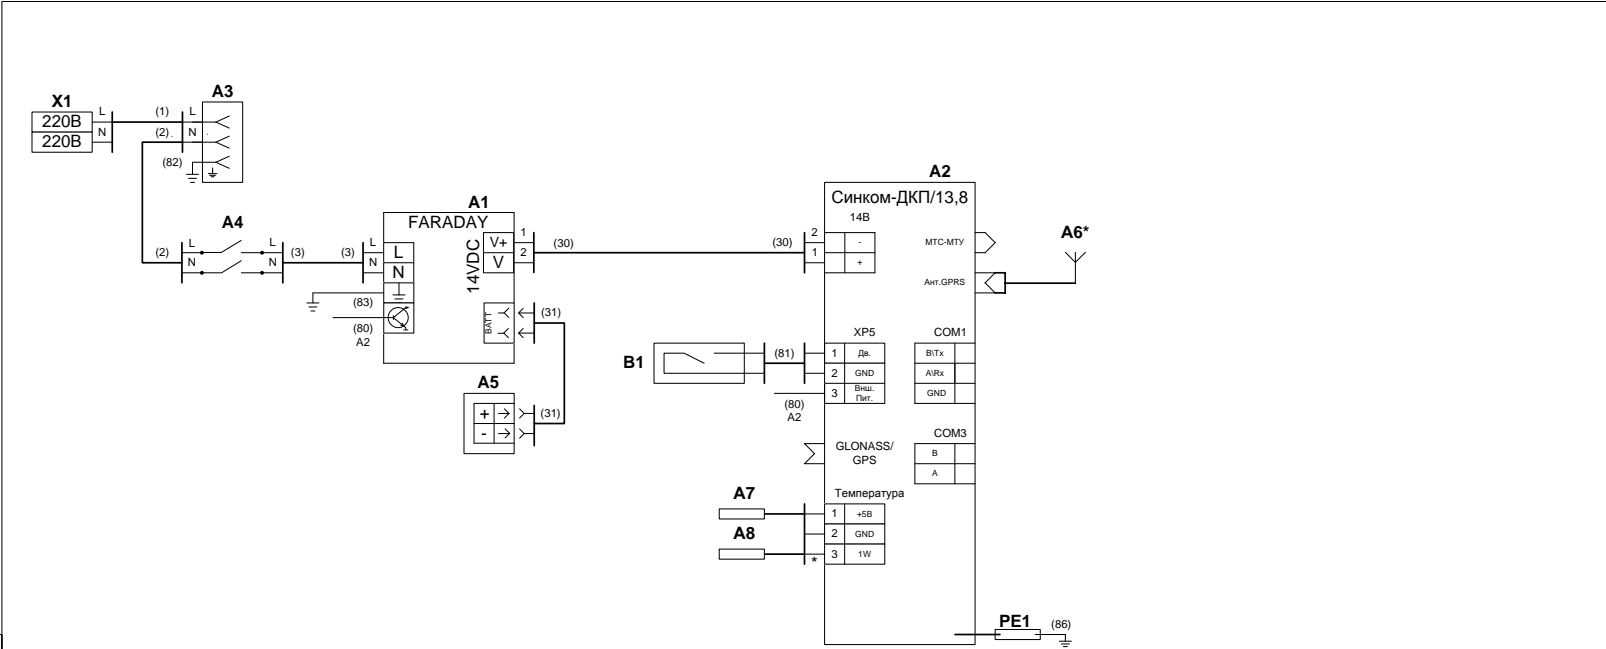 X1
220В
220В
L
N
(1)
(2)
(82)
L
N
A3
A4
(2)
L
N
L
N
(3)
(3)
L
N
A1
FARADAY
L
N
14VDC
V+
V
1
2
(30)
(83)
(80)
A2
BATT
(31)
A5
+
-
(31)
A2
Синком-ДКП/13,8
14В
(30)
2
1
-
+
МТС-МТУ
Ант.GPRS
A6*
B1
(81)
XP5
1 Дв.
2 GND
3 Внш.
Пит.
(80)
A2
COM1
B\Tx
A\Rx
GND
GLONASS/
GPS
COM3
B
A
Температура
A7
A8
1 +5В
2 GND
3 1W
*
PE1
(86)